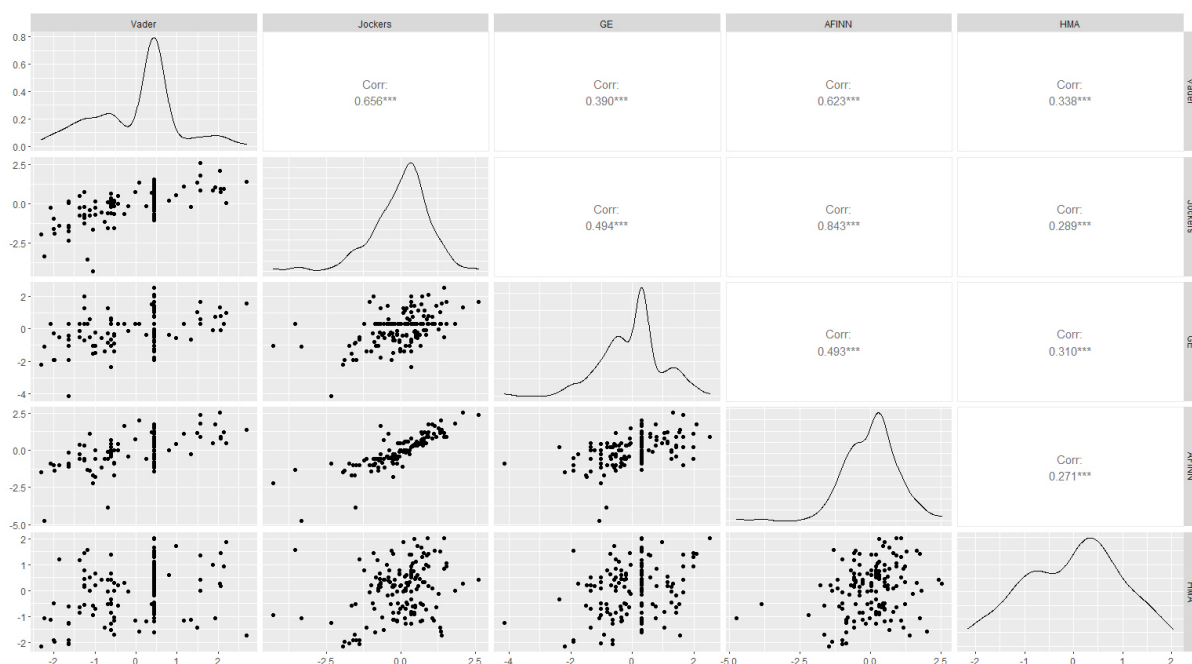 Vader Jockers GE AFINN HMA
0.8
0.6
0.4
0.2
0.0
Corr:
0.656***
Corr:
0.390***
Corr:
0.623***
Corr:
0.338***
Vader
2.5
0.0
-2.5
Corr:
0.494***
Corr:
0.843***
Corr:
0.289***
Jockers
2
0
-2
-4
Corr:
0.493***
Corr:
0.310***
GE
2.5
0.0
-2.5
-5.0
Corr:
0.271***
AFINN
2
1
0
-1
-2
HMA
-2 -1 0 1 2 -2.5 0.0 2.5 -4 -2 0 2 -5.0 -2.5 0.0 2.5 -2 -1 0 1 2